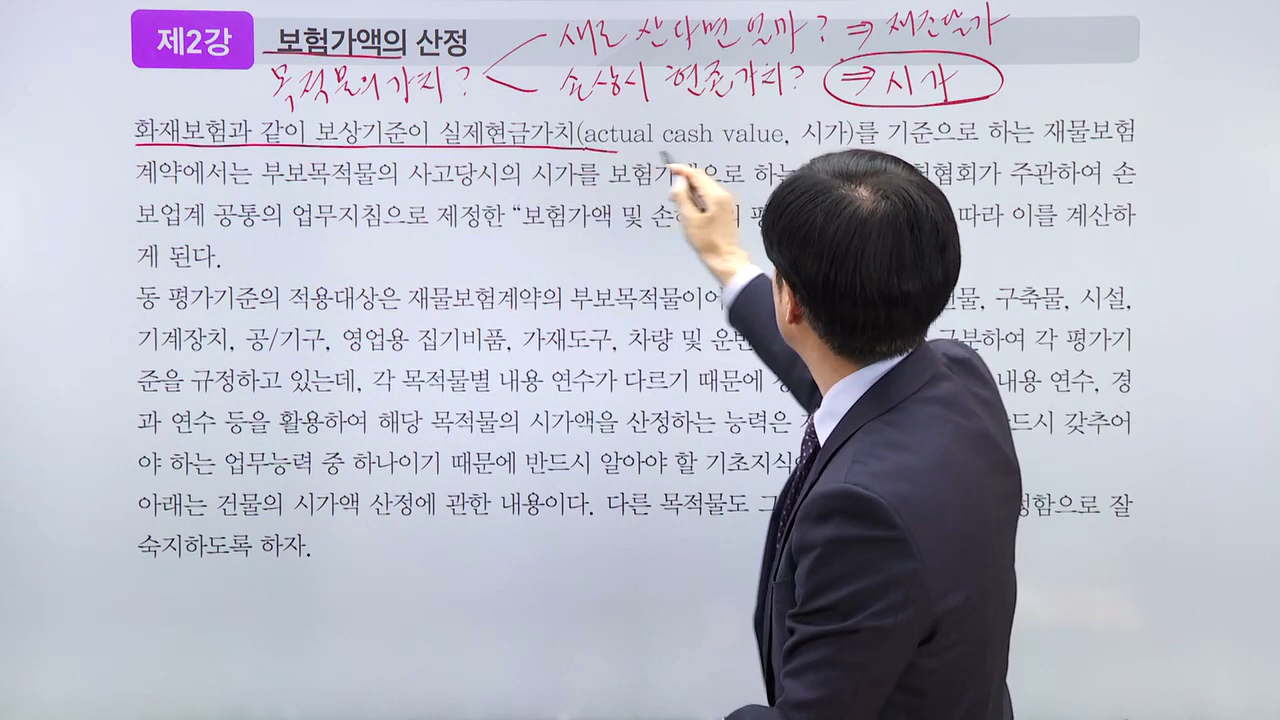 제2강 보험가액의 산정
새로 산다면 얼마? ⇒ 재조달가
목적물의 가치? 손상시 현존가치? ⇒ 시가
화재보험과 같이 보상기준이 실제현금가치(actual cash value, 시가)를 기준으로 하는 재물보험
계약에서는 부보목적물의 사고당시의 시가를 보험가 으로 하는 험협회가 주관하여 손
보업계 공통의 업무지침으로 제정한 “보험가액 및 손 따라 이를 계산하
게 된다.
동 평가기준의 적용대상은 재물보험계약의 부보목적물이 건물, 구축물, 시설,
기계장치, 공/기구, 영업용 집기비품, 가재도구, 차량 및 운반 구분하여 각 평가기
준을 규정하고 있는데, 각 목적물별 내용 연수가 다르기 때문에 내용 연수, 경
과 연수 등을 활용하여 해당 목적물의 시가액을 산정하는 능력은 반드시 갖추어
야 하는 업무능력 중 하나이기 때문에 반드시 알아야 할 기초지식
아래는 건물의 시가액 산정에 관한 내용이다. 다른 목적물도 그 정함으로 잘
숙지하도록 하자.